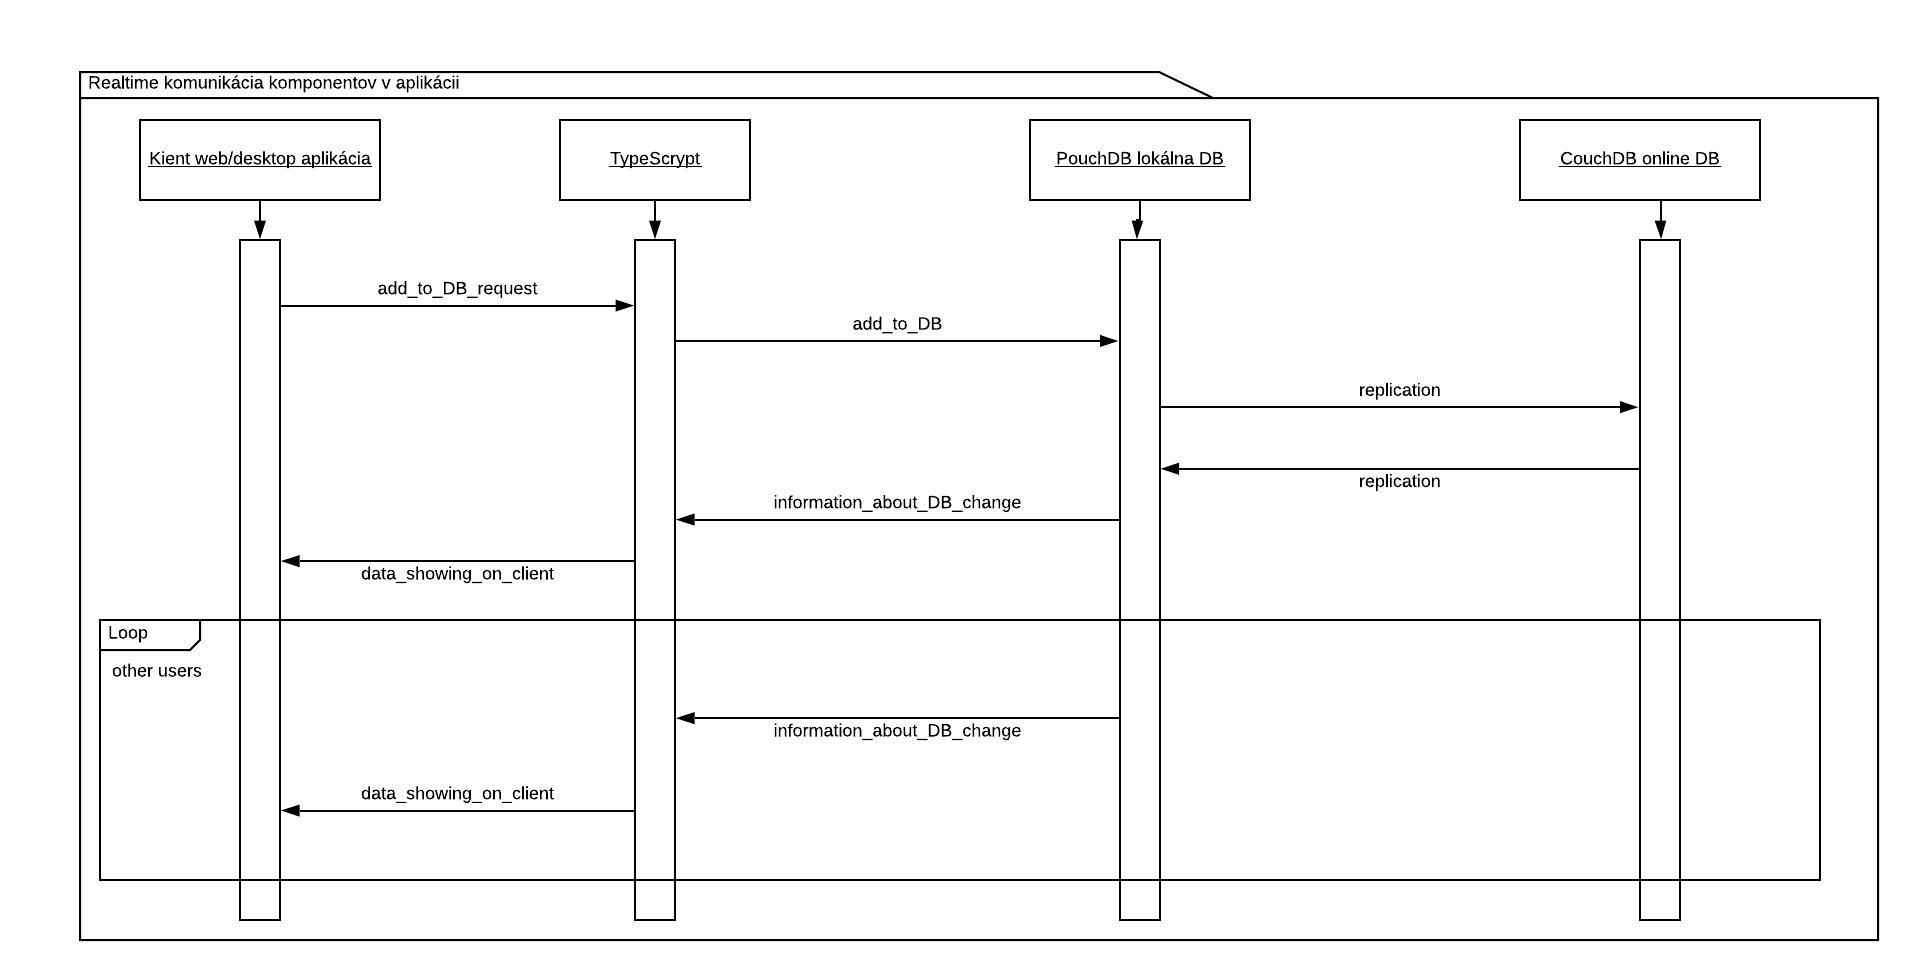 Realtime komunikácia komponentov v aplikácii
Kient web/desktop aplikácia
TypeScrypt
PouchDB lokálna DB
CouchDB online DB
add_to_DB_request
add_to_DB
replication
replication
information_about_DB_change
data_showing_on_client
Loop
other users
information_about_DB_change
data_showing_on_client